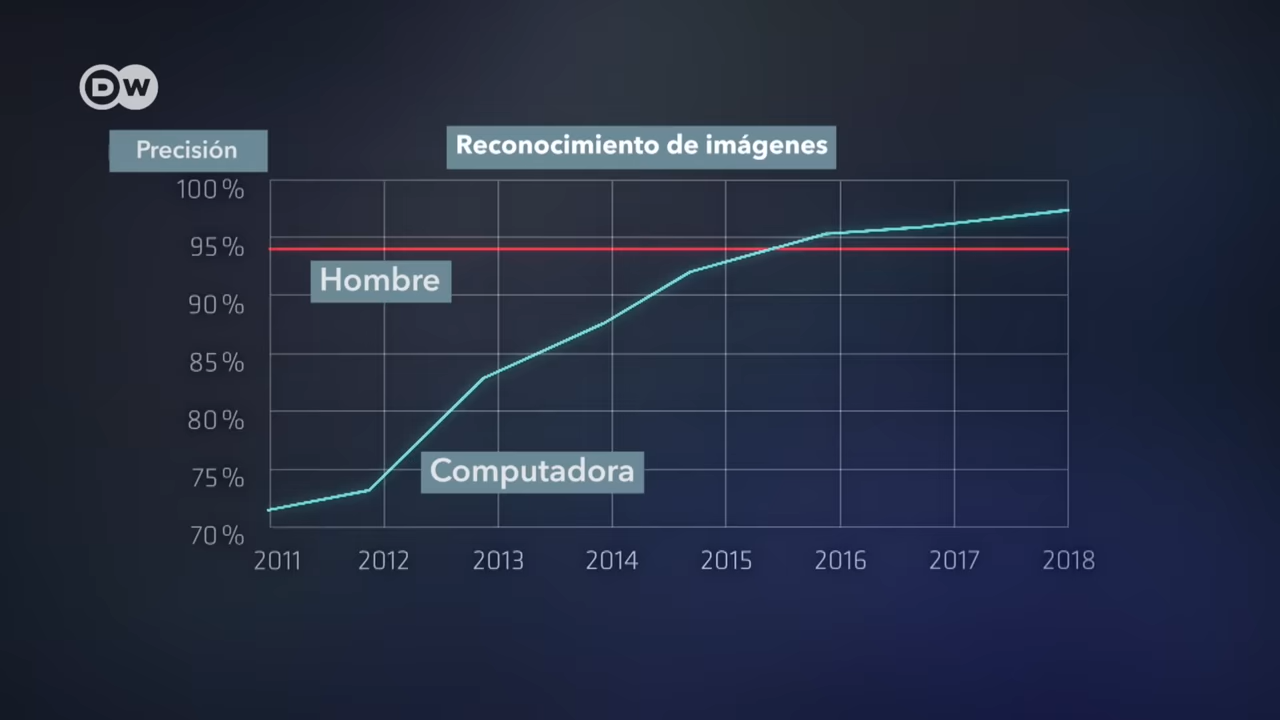 DW
Precisión
Reconocimiento de imágenes
100 %
95 %
Hombre
90 %
85 %
80 %
Computadora
75 %
70 %
2011 2012 2013 2014 2015 2016 2017 2018